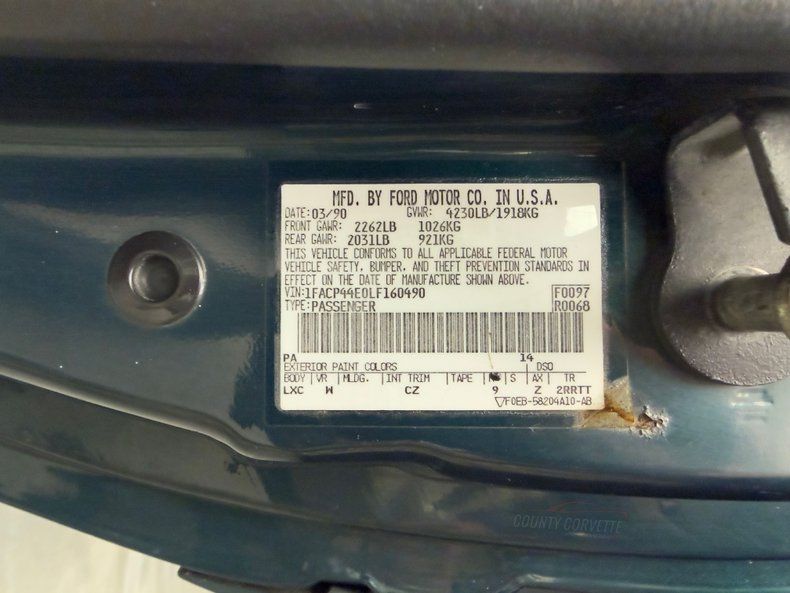 MFD. BY FORD MOTOR CO. IN U.S.A.
DATE: 03/90 GVWR: 4230LB/1918KG
FRONT GAWR: 2262LB 1026KG
REAR GAWR: 2031LB 921KG
THIS VEHICLE CONFORMS TO ALL APPLICABLE FEDERAL MOTOR
VEHICLE SAFETY, BUMPER, AND THEFT PREVENTION STANDARDS IN
EFFECT ON THE DATE OF MANUFACTURE SHOWN ABOVE.
VIN: 1FACP44E0LF160490 F0097
TYPE: PASSENGER R0068
PA 14
EXTERIOR PAINT COLORS DSO
BODY | VR | MLDG. | INT TRIM | TAPE | | S | AX | TR
LXC W CZ 9 Z 2RRTT
▽F0EB-58204A10-AB
COUNTY CORVETTE